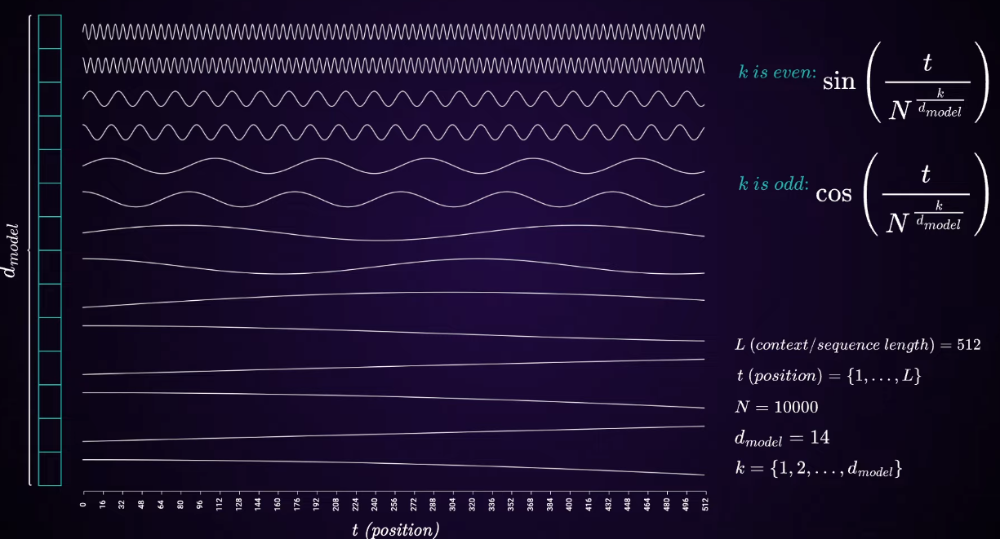 d_model
k is even: sin ( t / N^(k/d_model) )
k is odd: cos ( t / N^(k/d_model) )
L (context/sequence length) = 512
t (position) = {1, . . . , L}
N = 10000
d_model = 14
k = {1, 2, . . . , d_model}
0 16 32 48 64 80 96 112 128 144 160 176 192 208 224 240 256 272 288 304 320 336 352 368 384 400 416 432 448 464 480 496 512
t (position)